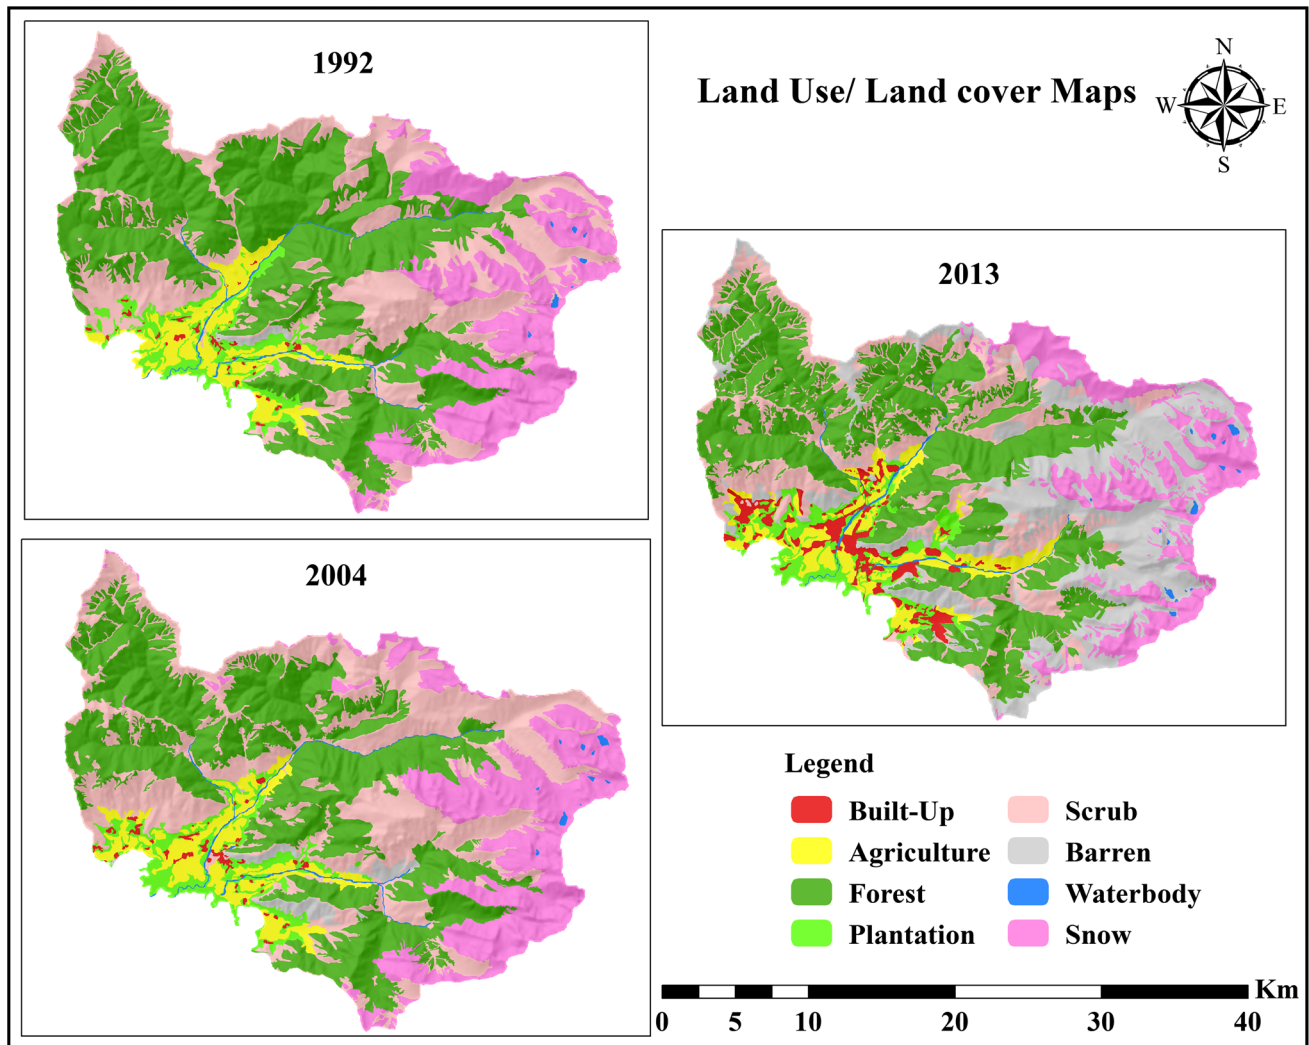 1992
Land Use/ Land cover Maps
N
W
E
S
2013
2004
Legend
Built-Up
Scrub
Agriculture
Barren
Forest
Waterbody
Plantation
Snow
Km
0 5 10 20 30 40